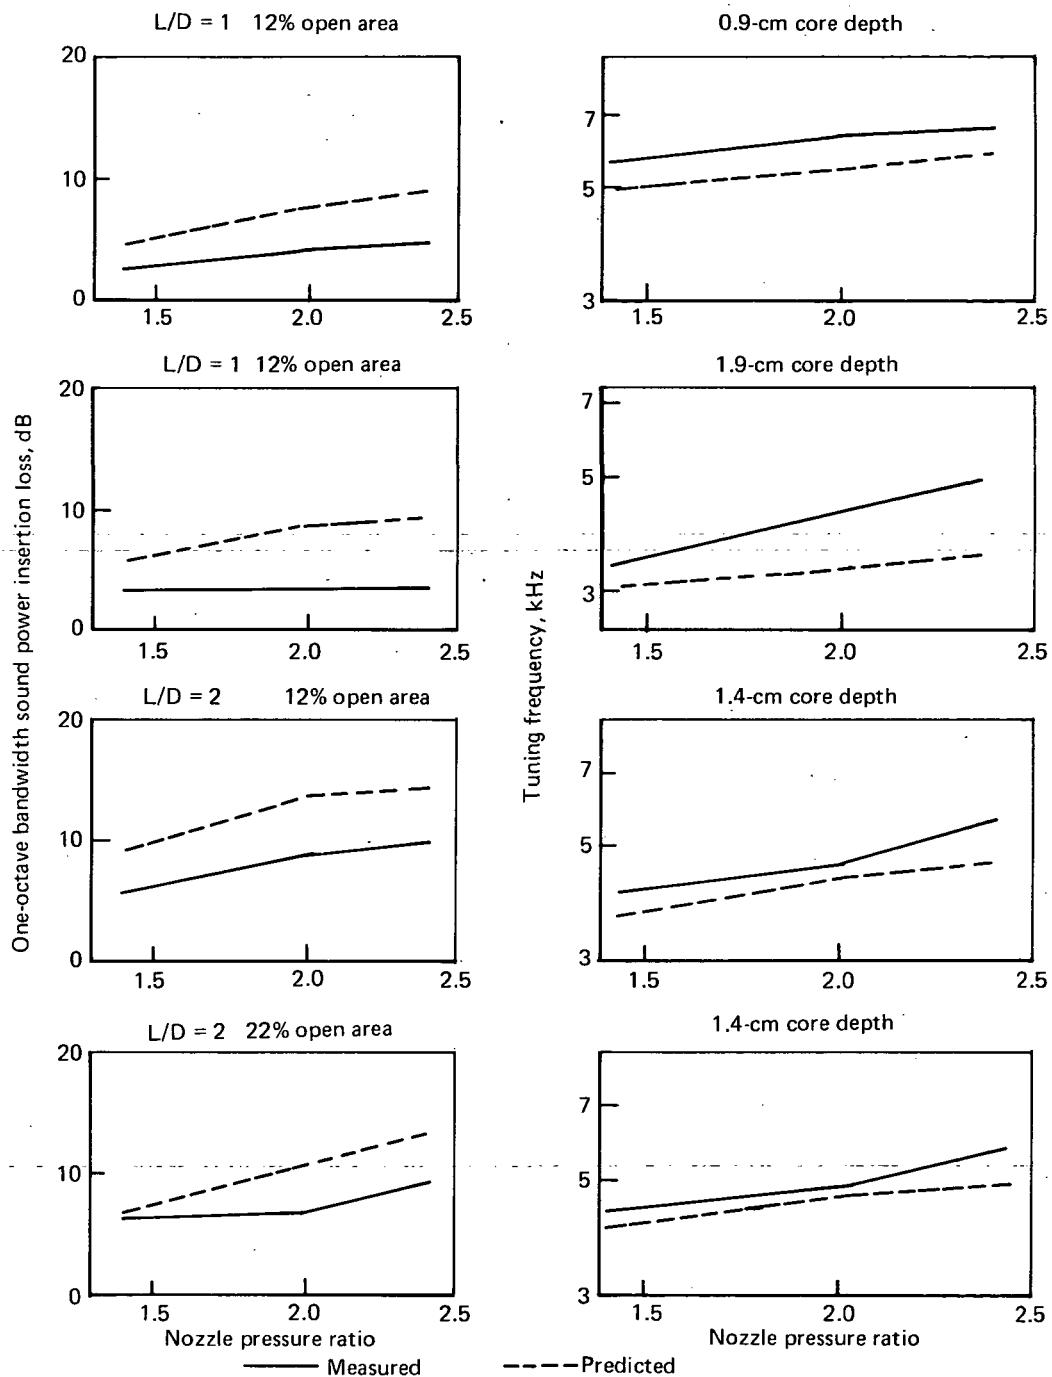 L/D = 1 12% open area
0.9-cm core depth
20
10
0
1.5 2.0 2.5
7
5
3
1.5 2.0 2.5
L/D = 1 12% open area
1.9-cm core depth
20
10
0
1.5 2.0 2.5
7
5
3
1.5 2.0 2.5
One-octave bandwidth sound power insertion loss, dB
Tuning frequency, kHz
L/D = 2 12% open area
1.4-cm core depth
20
10
0
1.5 2.0 2.5
7
5
3
1.5 2.0 2.5
L/D = 2 22% open area
1.4-cm core depth
20
10
0
1.5 2.0 2.5
7
5
3
1.5 2.0 2.5
Nozzle pressure ratio
Nozzle pressure ratio
Measured
Predicted